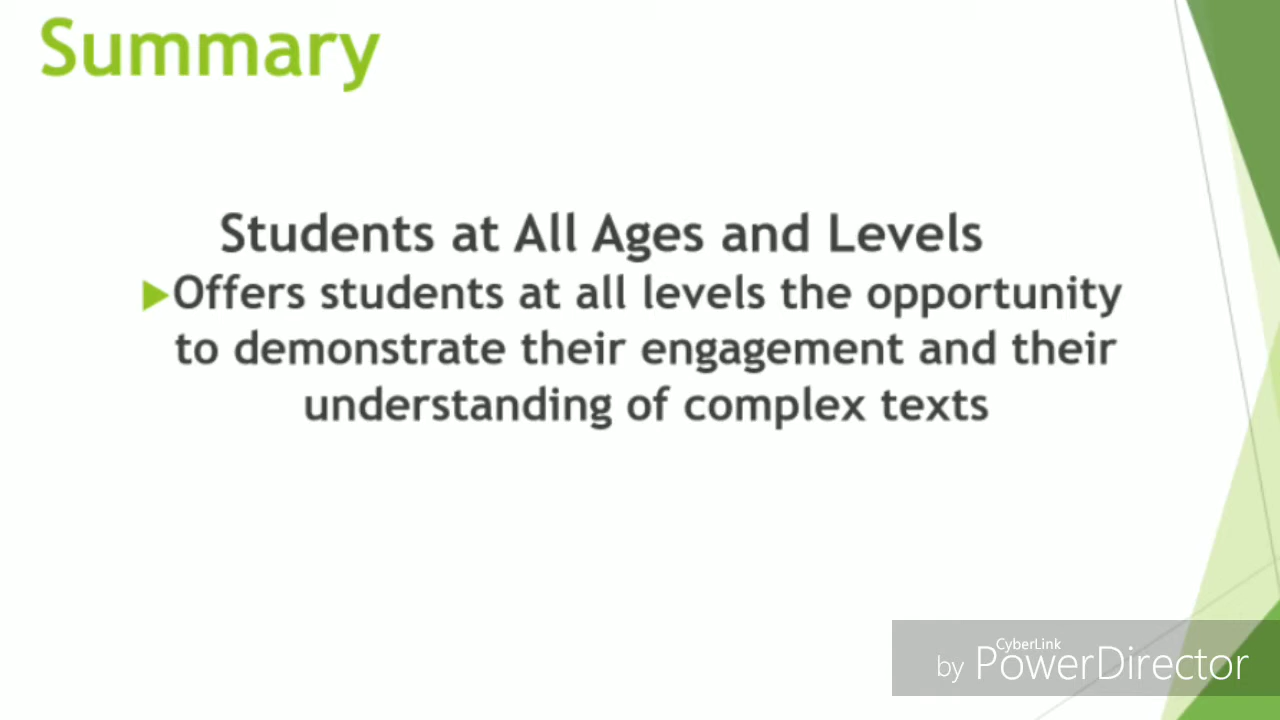 Summary
Students at All Ages and Levels
Offers students at all levels the opportunity
to demonstrate their engagement and their
understanding of complex texts
CyberLink
by PowerDirector